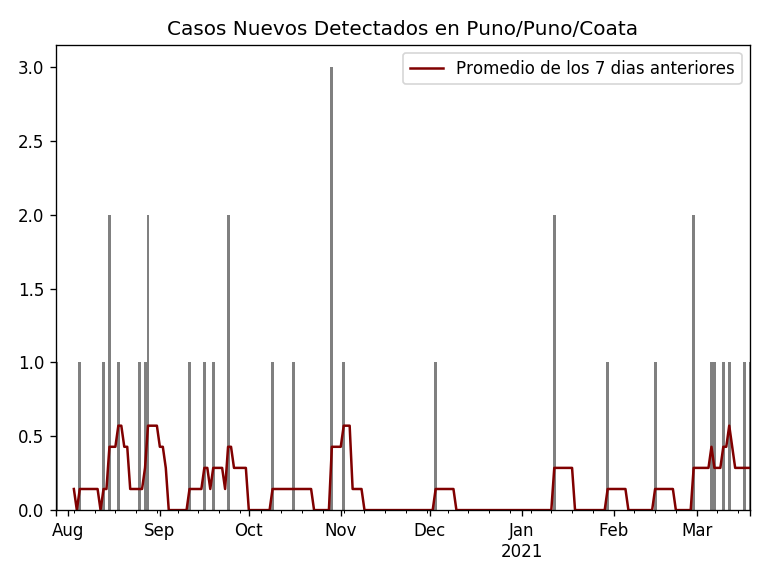 Casos Nuevos Detectados en Puno/Puno/Coata
Promedio de los 7 dias anteriores
3.0
2.5
2.0
1.5
1.0
0.5
0.0
Aug Sep Oct Nov Dec Jan Feb Mar
2021